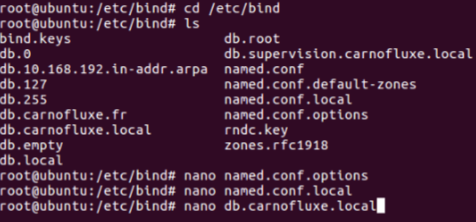 root@ubuntu:/etc/bind# cd /etc/bind
root@ubuntu:/etc/bind# ls
bind.keys db.root
db.0 db.supervision.carnofluxe.local
db.10.168.192.in-addr.arpa named.conf
db.127 named.conf.default-zones
db.255 named.conf.local
db.carnofluxe.fr named.conf.options
db.carnofluxe.local rndc.key
db.empty zones.rfc1918
db.local
root@ubuntu:/etc/bind# nano named.conf.options
root@ubuntu:/etc/bind# nano named.conf.local
root@ubuntu:/etc/bind# nano db.carnofluxe.local